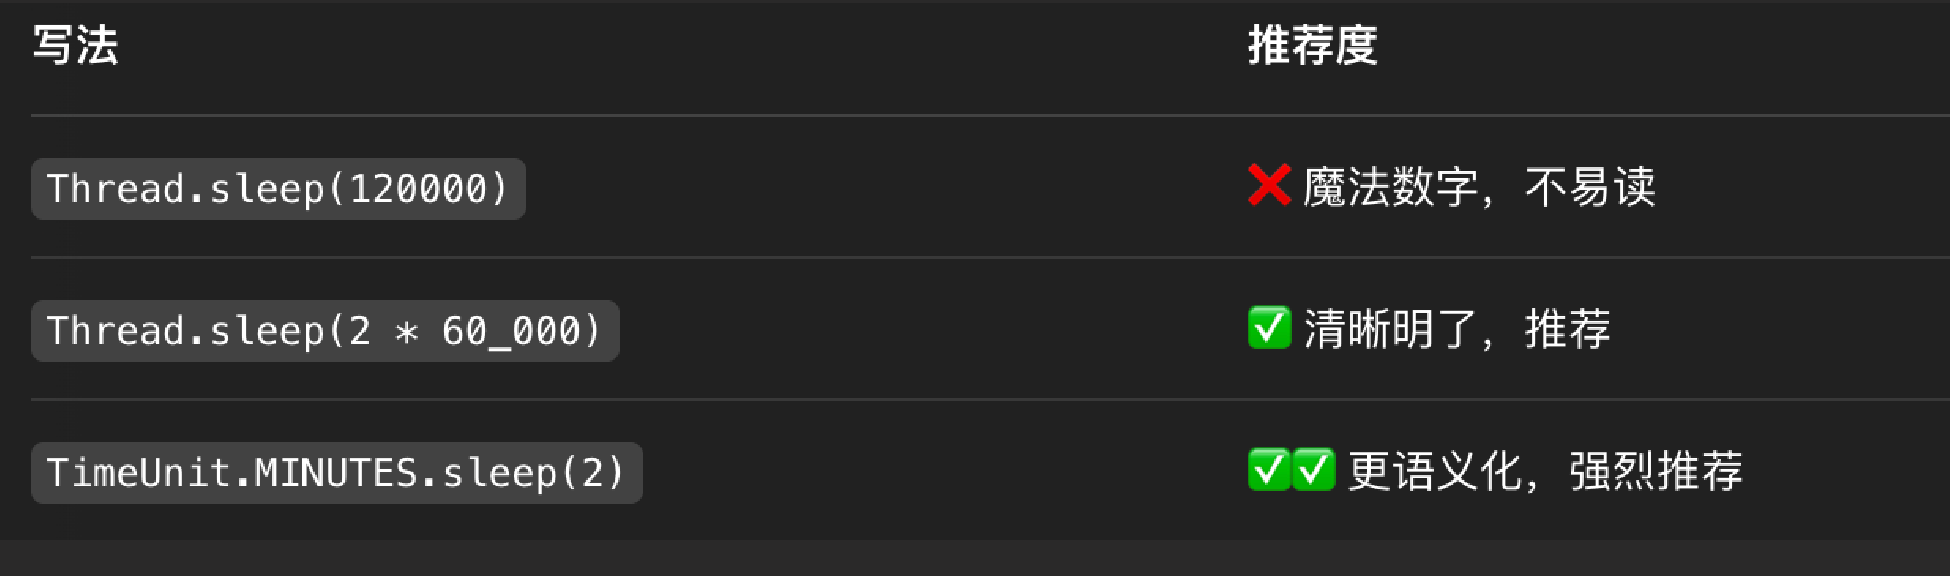 写法 推荐度
Thread.sleep(120000) ❌ 魔法数字，不易读
Thread.sleep(2 * 60_000) ✅ 清晰明了，推荐
TimeUnit.MINUTES.sleep(2) ✅✅ 更语义化，强烈推荐